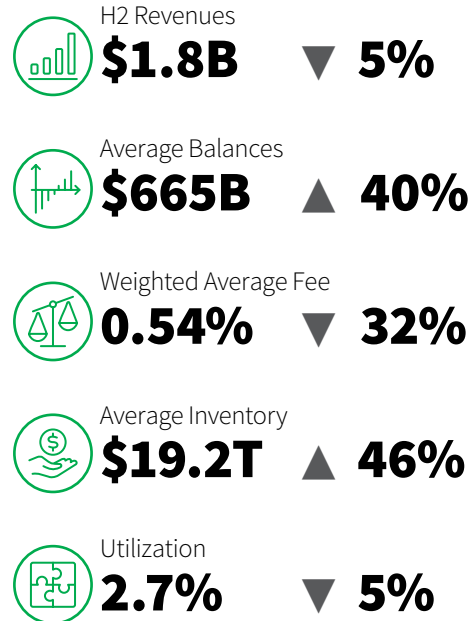 H2 Revenues
$1.8B ▼ 5%
Average Balances
$665B ▲ 40%
Weighted Average Fee
0.54% ▼ 32%
Average Inventory
$
$19.2T ▲ 46%
Utilization
2.7% ▼ 5%